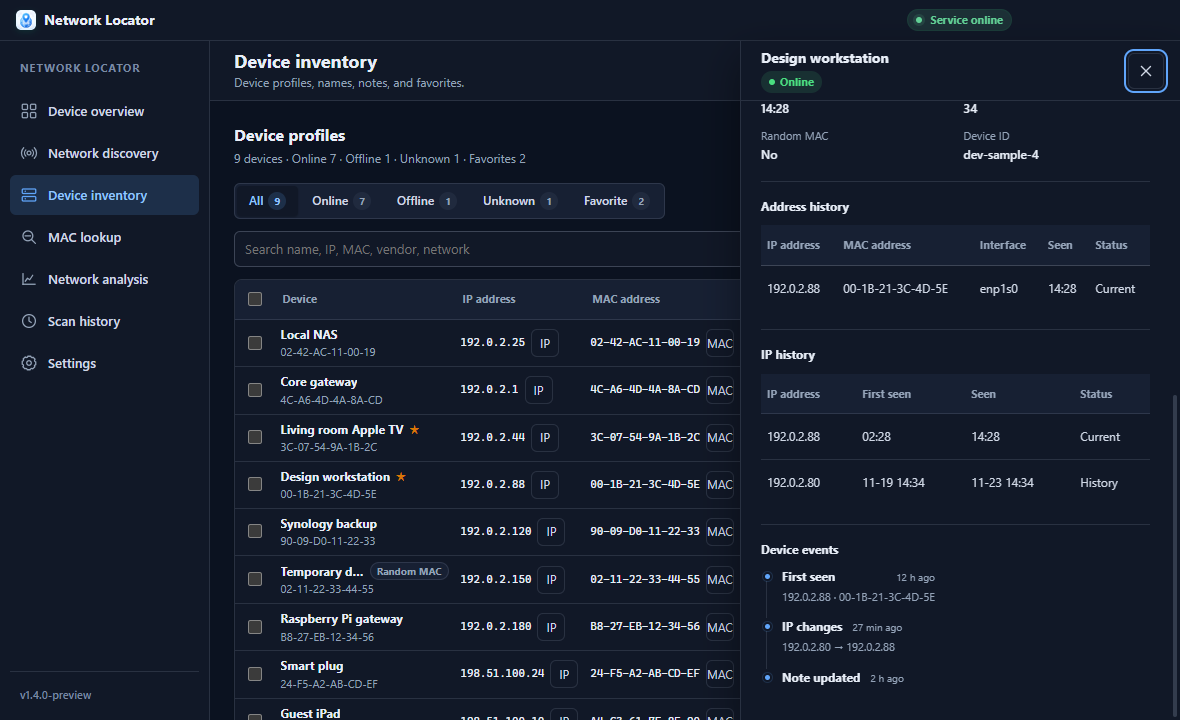 Network Locator
Service online
NETWORK LOCATOR
Device overview
Network discovery
Device inventory
MAC lookup
Network analysis
Scan history
Settings
v1.4.0-preview
Device inventory
Device profiles, names, notes, and favorites.
Device profiles
9 devices · Online 7 · Offline 1 · Unknown 1 · Favorites 2
All 9 Online 7 Offline 1 Unknown 1 Favorite 2
Search name, IP, MAC, vendor, network
Device IP address MAC address
Local NAS
02-42-AC-11-00-19
192.0.2.25 IP 02-42-AC-11-00-19 MAC
Core gateway
4C-A6-4D-4A-8A-CD
192.0.2.1 IP 4C-A6-4D-4A-8A-CD MAC
Living room Apple TV ★
3C-07-54-9A-1B-2C
192.0.2.44 IP 3C-07-54-9A-1B-2C MAC
Design workstation ★
00-1B-21-3C-4D-5E
192.0.2.88 IP 00-1B-21-3C-4D-5E MAC
Synology backup
90-09-D0-11-22-33
192.0.2.120 IP 90-09-D0-11-22-33 MAC
Temporary d... Random MAC
02-11-22-33-44-55
192.0.2.150 IP 02-11-22-33-44-55 MAC
Raspberry Pi gateway
B8-27-EB-12-34-56
192.0.2.180 IP B8-27-EB-12-34-56 MAC
Smart plug
24-F5-A2-AB-CD-EF
198.51.100.24 IP 24-F5-A2-AB-CD-EF MAC
Guest iPad
Design workstation
Online
14:28 34
Random MAC Device ID
No dev-sample-4
Address history
IP address MAC address Interface Seen Status
192.0.2.88 00-1B-21-3C-4D-5E enp1s0 14:28 Current
IP history
IP address First seen Seen Status
192.0.2.88 02:28 14:28 Current
192.0.2.80 11-19 14:34 11-23 14:34 History
Device events
First seen 12 h ago
192.0.2.88 · 00-1B-21-3C-4D-5E
IP changes 27 min ago
192.0.2.80 → 192.0.2.88
Note updated 2 h ago